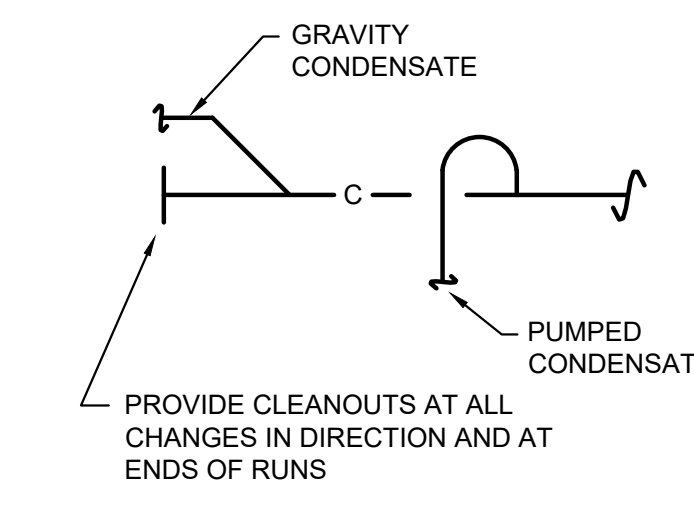 GRAVITY
CONDENSATE
C
PUMPED
CONDENSAT
PROVIDE CLEANOUTS AT ALL
CHANGES IN DIRECTION AND AT
ENDS OF RUNS